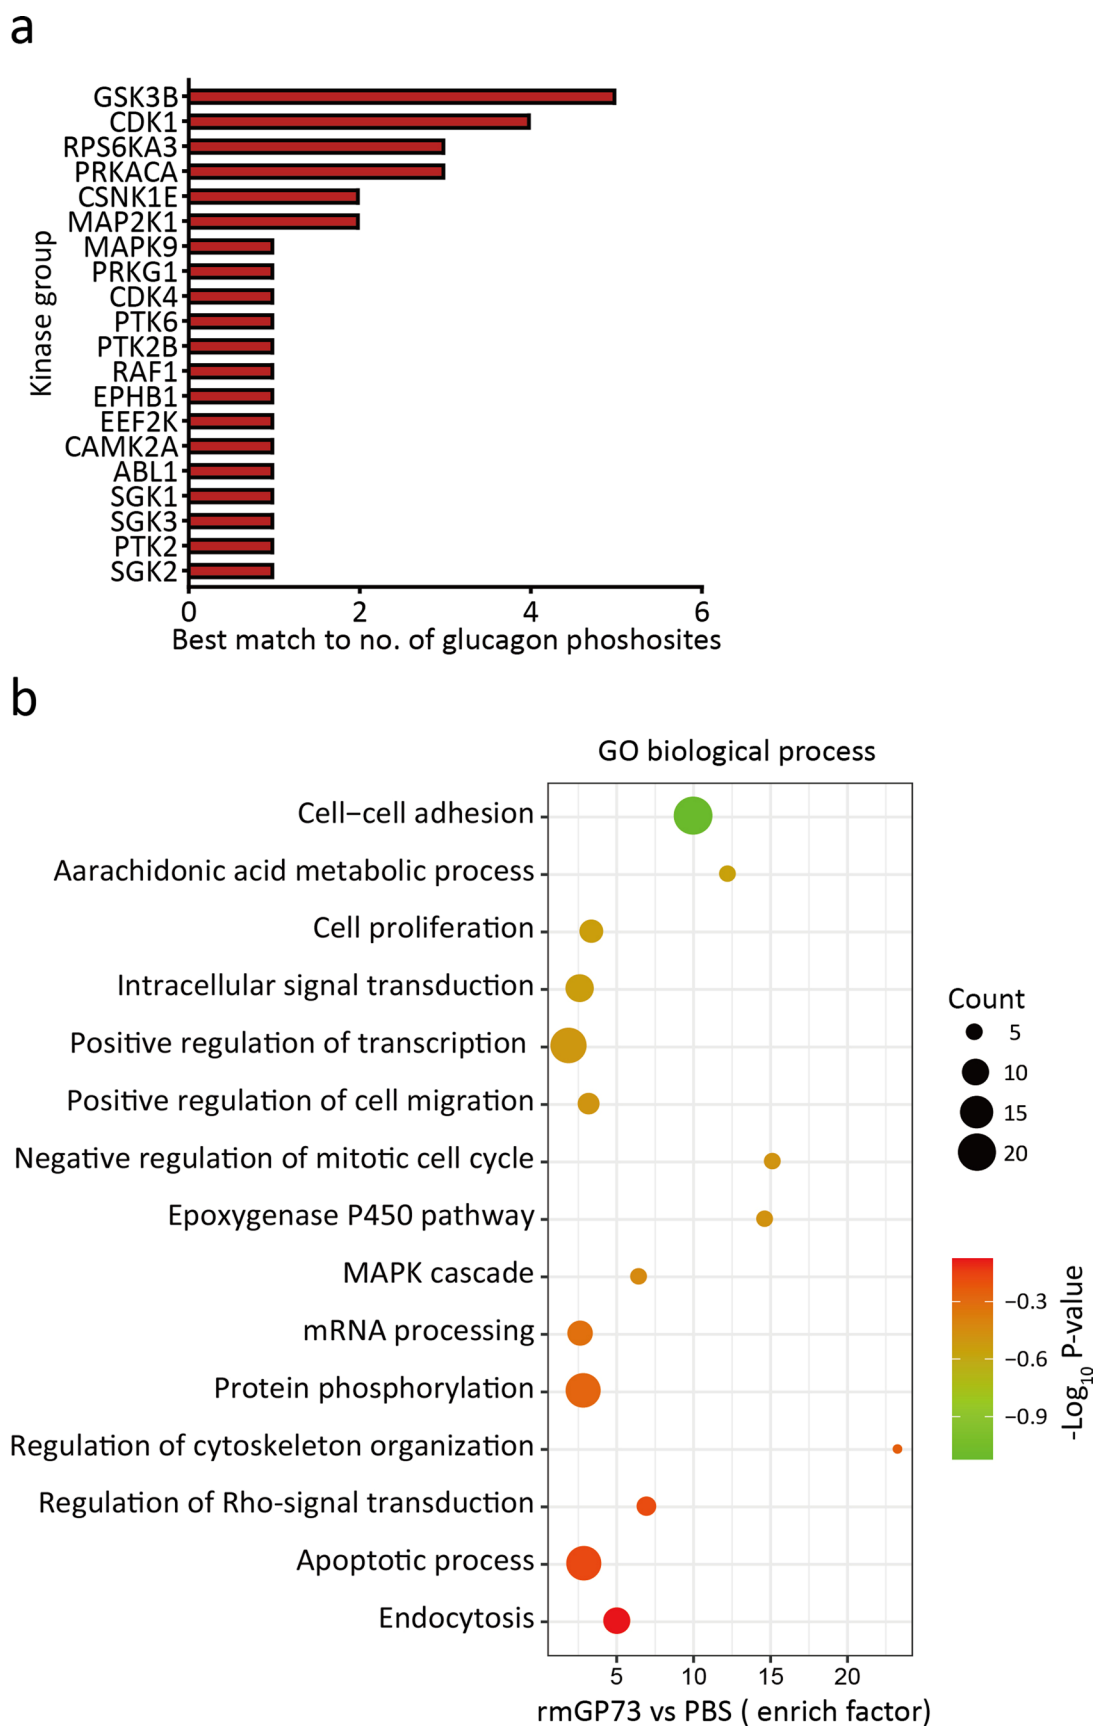 a
GSK3B
CDK1
RPS6KA3
PRKACA
CSNK1E
MAP2K1
MAPK9
PRKG1
CDK4
PTK6
PTK2B
RAF1
EPHB1
EEF2K
CAMK2A
ABL1
SGK1
SGK3
PTK2
SGK2
Kinase group
0 2 4 6
Best match to no. of glucagon phoshosites
b
GO biological process
Cell−cell adhesion
Aarachidonic acid metabolic process
Cell proliferation
Intracellular signal transduction
Positive regulation of transcription
Positive regulation of cell migration
Negative regulation of mitotic cell cycle
Epoxygenase P450 pathway
MAPK cascade
mRNA processing
Protein phosphorylation
Regulation of cytoskeleton organization
Regulation of Rho-signal transduction
Apoptotic process
Endocytosis
5 10 15 20
rmGP73 vs PBS ( enrich factor)
Count
5
10
15
20
−0.3
−0.6
−0.9
-Log10 P-value